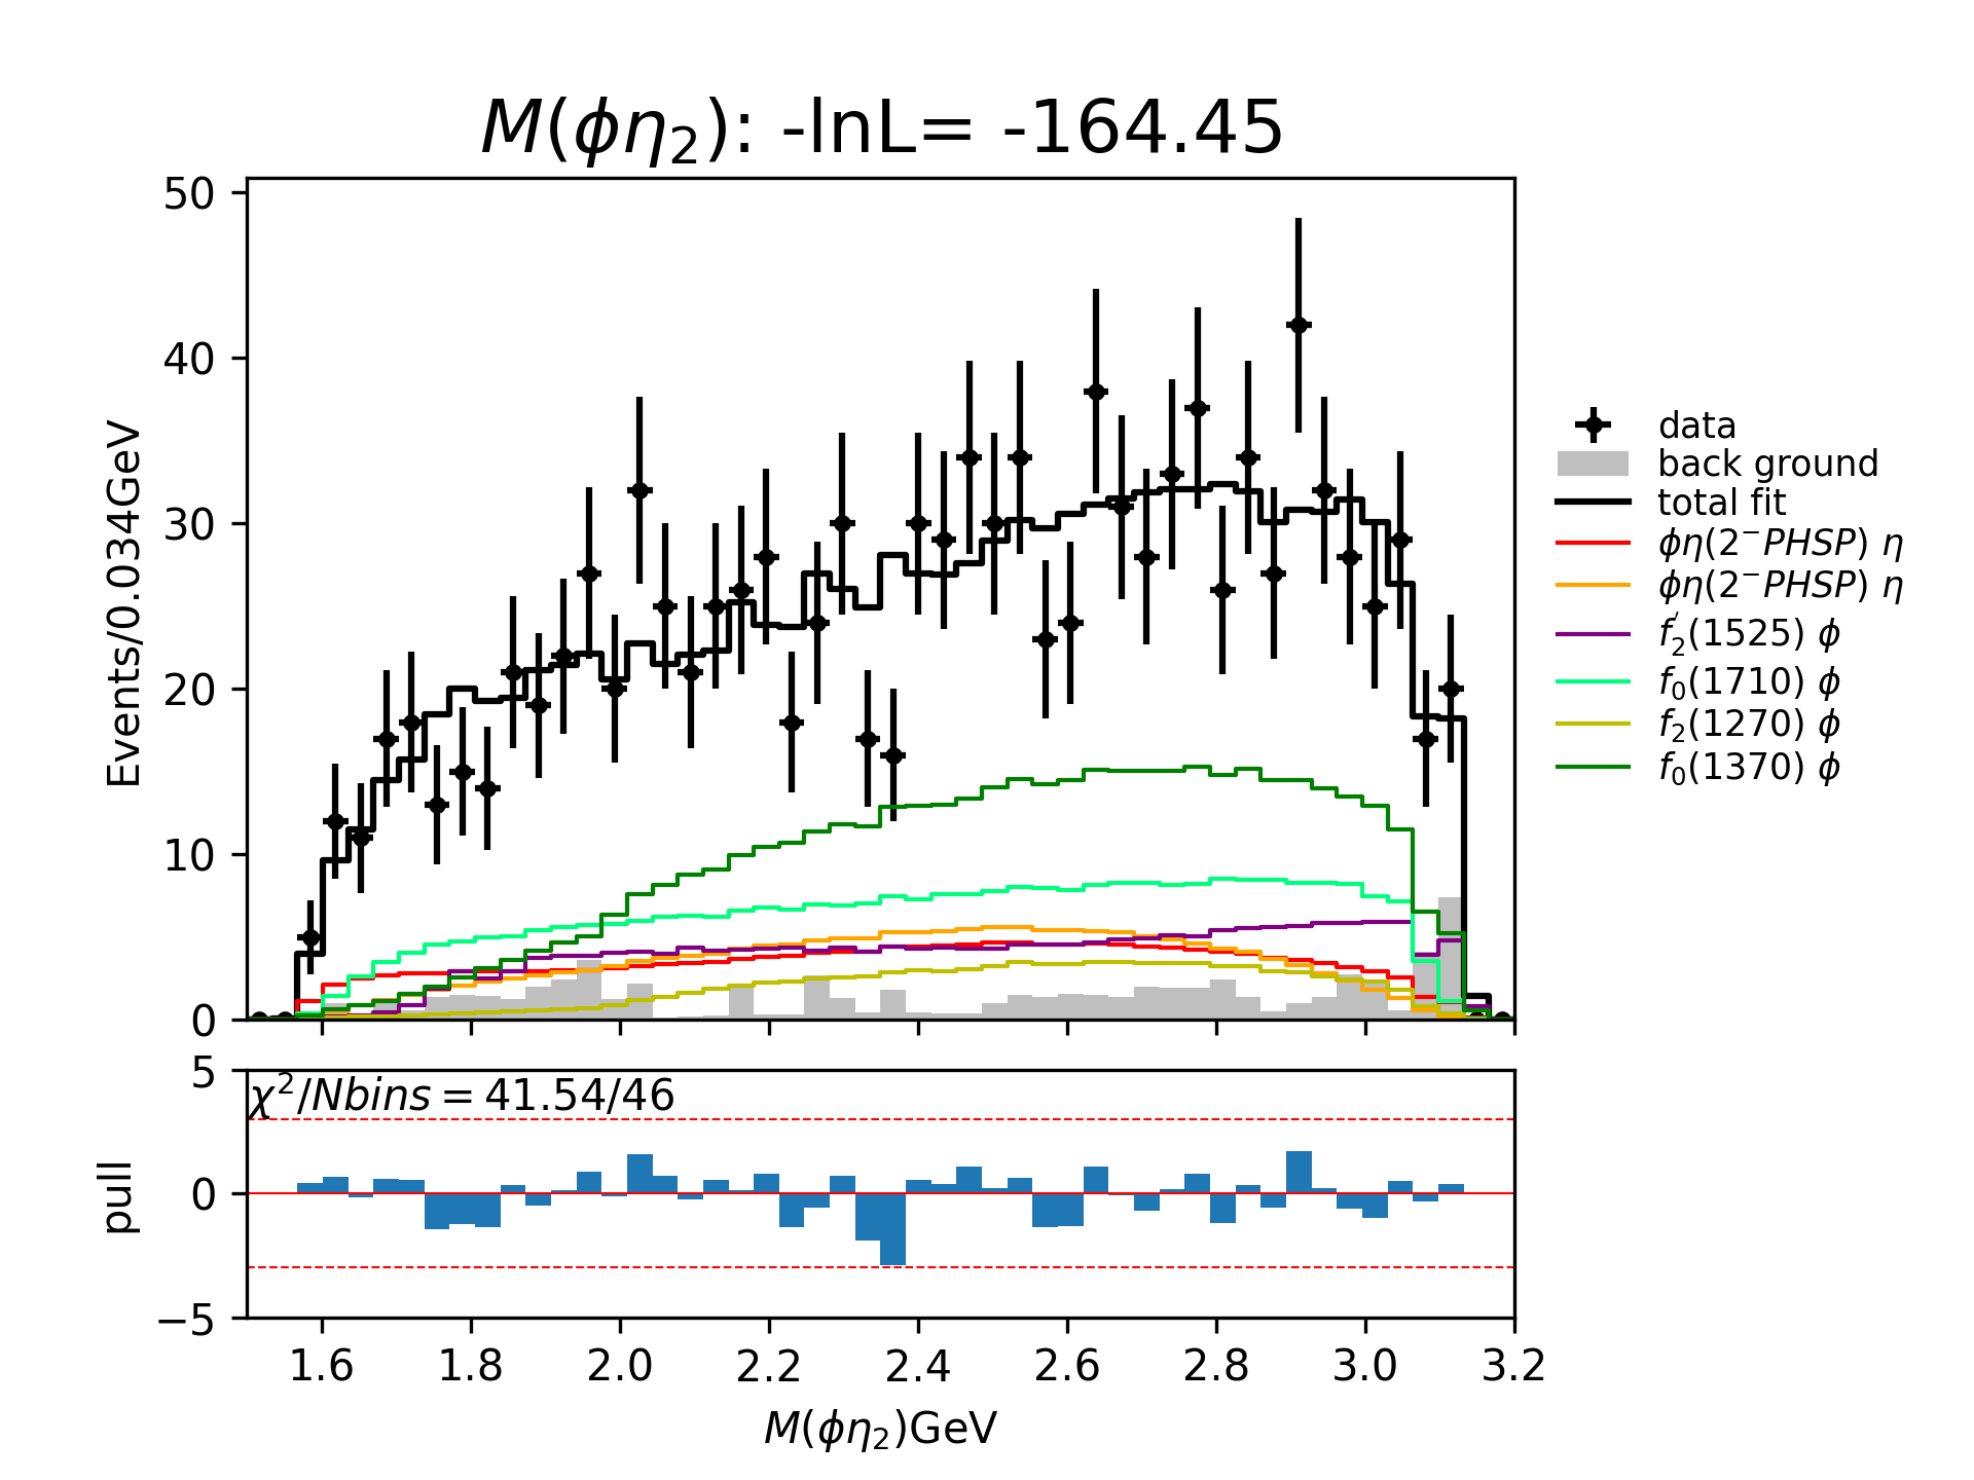 M(ϕη₂): -lnL= -164.45
Events/0.034GeV
50
40
30
20
10
0
data
back ground
total fit
ϕη(2⁻PHSP) η
ϕη(2⁻PHSP) η
f₂′(1525) ϕ
f₀(1710) ϕ
f₂(1270) ϕ
f₀(1370) ϕ
χ²/Nbins = 41.54/46
pull
5
0
−5
1.6 1.8 2.0 2.2 2.4 2.6 2.8 3.0 3.2
M(ϕη₂)GeV